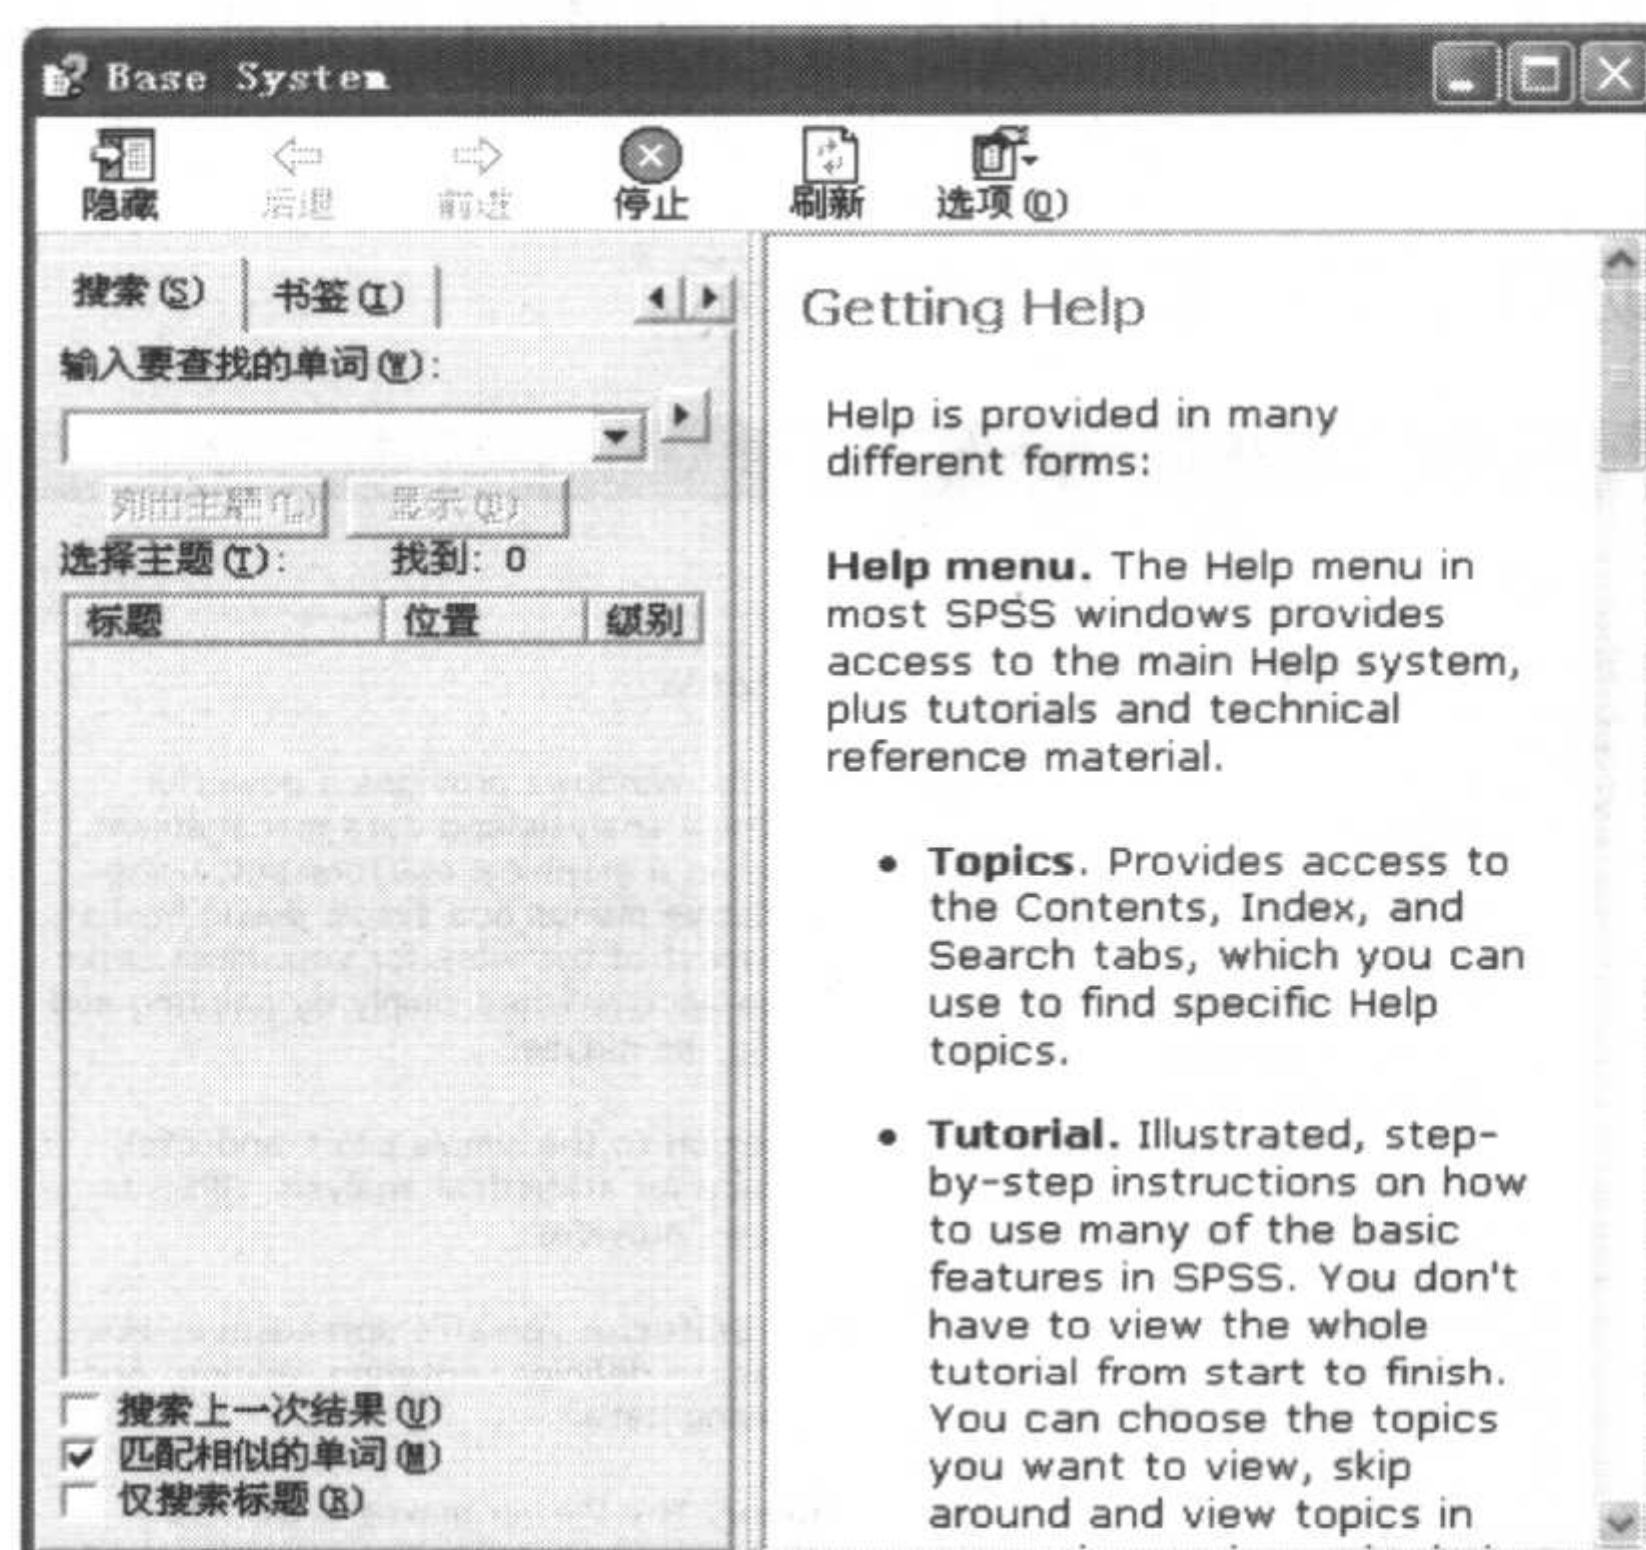 Base System
隐藏 后退 前进 停止 刷新 选项(O)
搜索(S) 书签(I)
输入要查找的单词(W):
列出主题(L) 显示(D)
选择主题(T): 找到: 0
标题 位置 级别
搜索上一次结果(U)
匹配相似的单词(M)
仅搜索标题(R)
Getting Help
Help is provided in many
different forms:
Help menu. The Help menu in
most SPSS windows provides
access to the main Help system,
plus tutorials and technical
reference material.
• Topics. Provides access to
the Contents, Index, and
Search tabs, which you can
use to find specific Help
topics.
• Tutorial. Illustrated, step-
by-step instructions on how
to use many of the basic
features in SPSS. You don't
have to view the whole
tutorial from start to finish.
You can choose the topics
you want to view, skip
around and view topics in